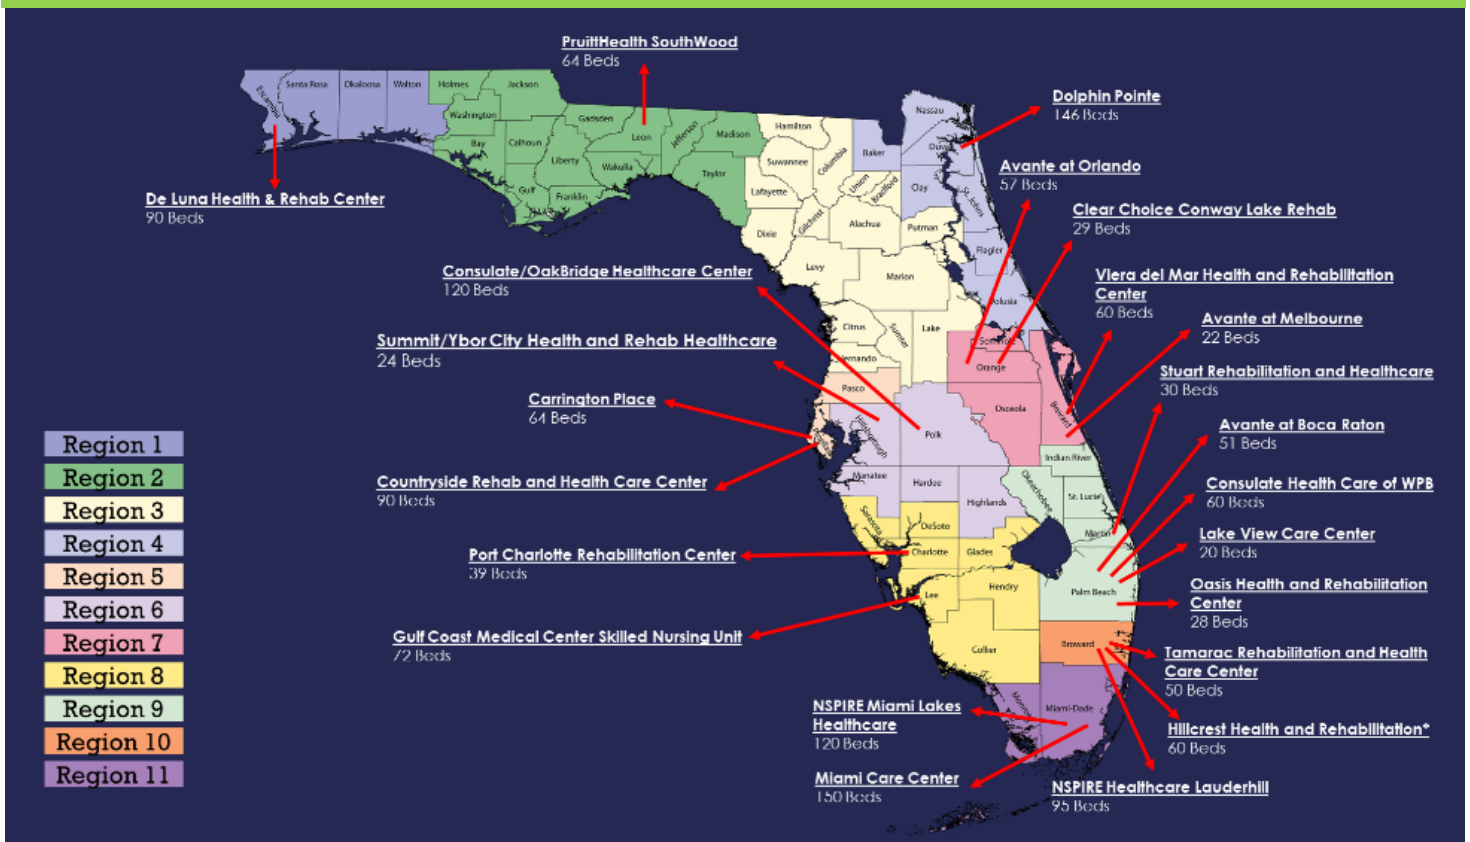 PruittHealth SouthWood
64 Beds
Dolphin Pointe
146 Beds
Avante at Orlando
57 Beds
Clear Choice Conway Lake Rehab
29 Beds
De Luna Health & Rehab Center
90 Beds
Consulate/OakBridge Healthcare Center
120 Beds
Viera del Mar Health and Rehabilitation
Center
60 Beds
Avante at Melbourne
22 Beds
Summit/Ybor City Health and Rehab Healthcare
24 Beds
Stuart Rehabilitation and Healthcare
30 Beds
Carrington Place
64 Beds
Avante at Boca Raton
51 Beds
Countryside Rehab and Health Care Center
90 Beds
Consulate Health Care of WPB
60 Beds
Port Charlotte Rehabilitation Center
39 Beds
Lake View Care Center
20 Beds
Oasis Health and Rehabilitation
Center
28 Beds
Gulf Coast Medical Center Skilled Nursing Unit
72 Beds
Tamarac Rehabilitation and Health
Care Center
50 Beds
NSPIRE Miami Lakes
Healthcare
120 Beds
Hillcrest Health and Rehabilitation*
60 Beds
Miami Care Center
150 Beds
NSPIRE Healthcare Lauderhill
95 Beds
Region 1
Region 2
Region 3
Region 4
Region 5
Region 6
Region 7
Region 8
Region 9
Region 10
Region 11
Escambia
Santa Rosa
Okaloosa
Walton
Holmes
Jackson
Washington
Bay
Calhoun
Gulf
Liberty
Gadsden
Franklin
Leon
Wakulla
Jefferson
Madison
Taylor
Hamilton
Suwannee
Lafayette
Dixie
Columbia
Gilchrist
Levy
Baker
Union
Bradford
Alachua
Nassau
Duv
Clay
St. Johns
Putman
Flagler
Marion
olusia
Citrus
Sumter
Lake
ernando
Pasco
Seminole
Orange
Osceola
Brevard
Hillsborough
Polk
Manatee
Hardee
Highlands
Indian River
Okeechobee
St. Lucie
Martin
Sarasota
DeSoto
Charlotte
Glades
Lee
Hendry
Palm Beach
Collier
Broward
Monroe
Miami-Dade